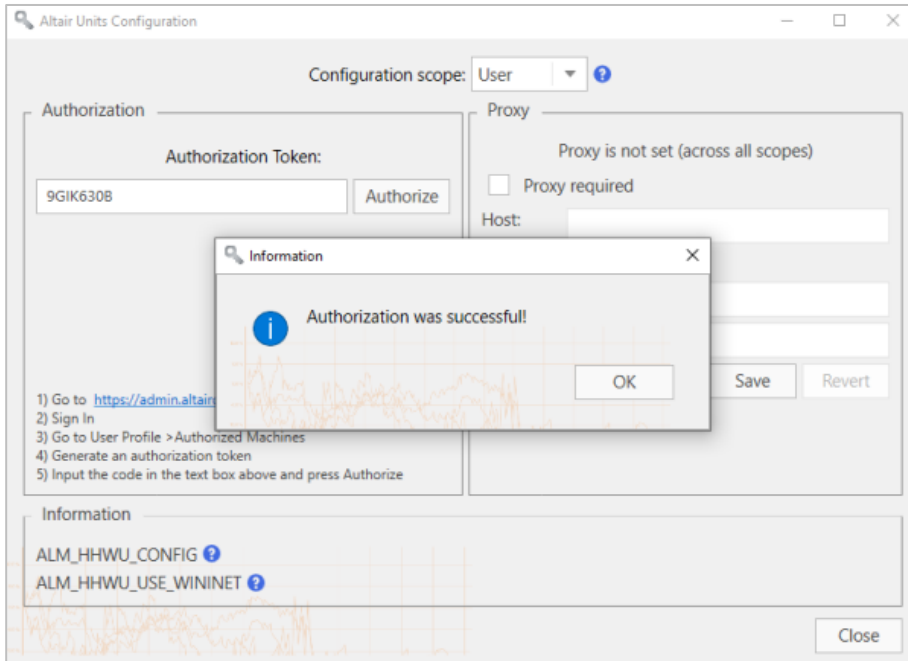 Altair Units Configuration
Configuration scope: User
Authorization
Authorization Token:
9GIK630B
Authorize
Proxy
Proxy is not set (across all scopes)
Proxy required
Host:
Information
Authorization was successful!
OK
Save
Revert
1) Go to https://admin.altair
2) Sign In
3) Go to User Profile >Authorized Machines
4) Generate an authorization token
5) Input the code in the text box above and press Authorize
Information
ALM_HHWU_CONFIG
ALM_HHWU_USE_WININET
Close